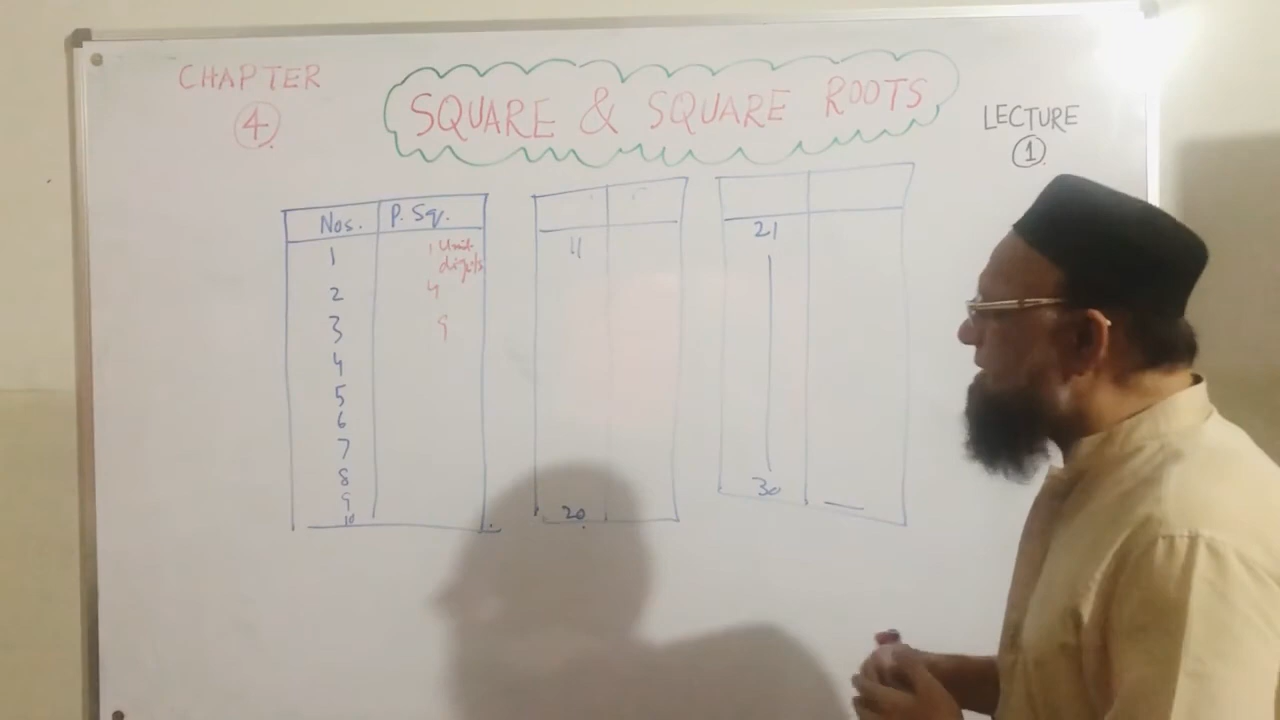 CHAPTER
4
SQUARE & SQUARE ROOTS
LECTURE
1
Nos. P. Sq.
1 1 Unit
digits
2 4
3 9
4
5
6
7
8
9
10
11
20
21
30